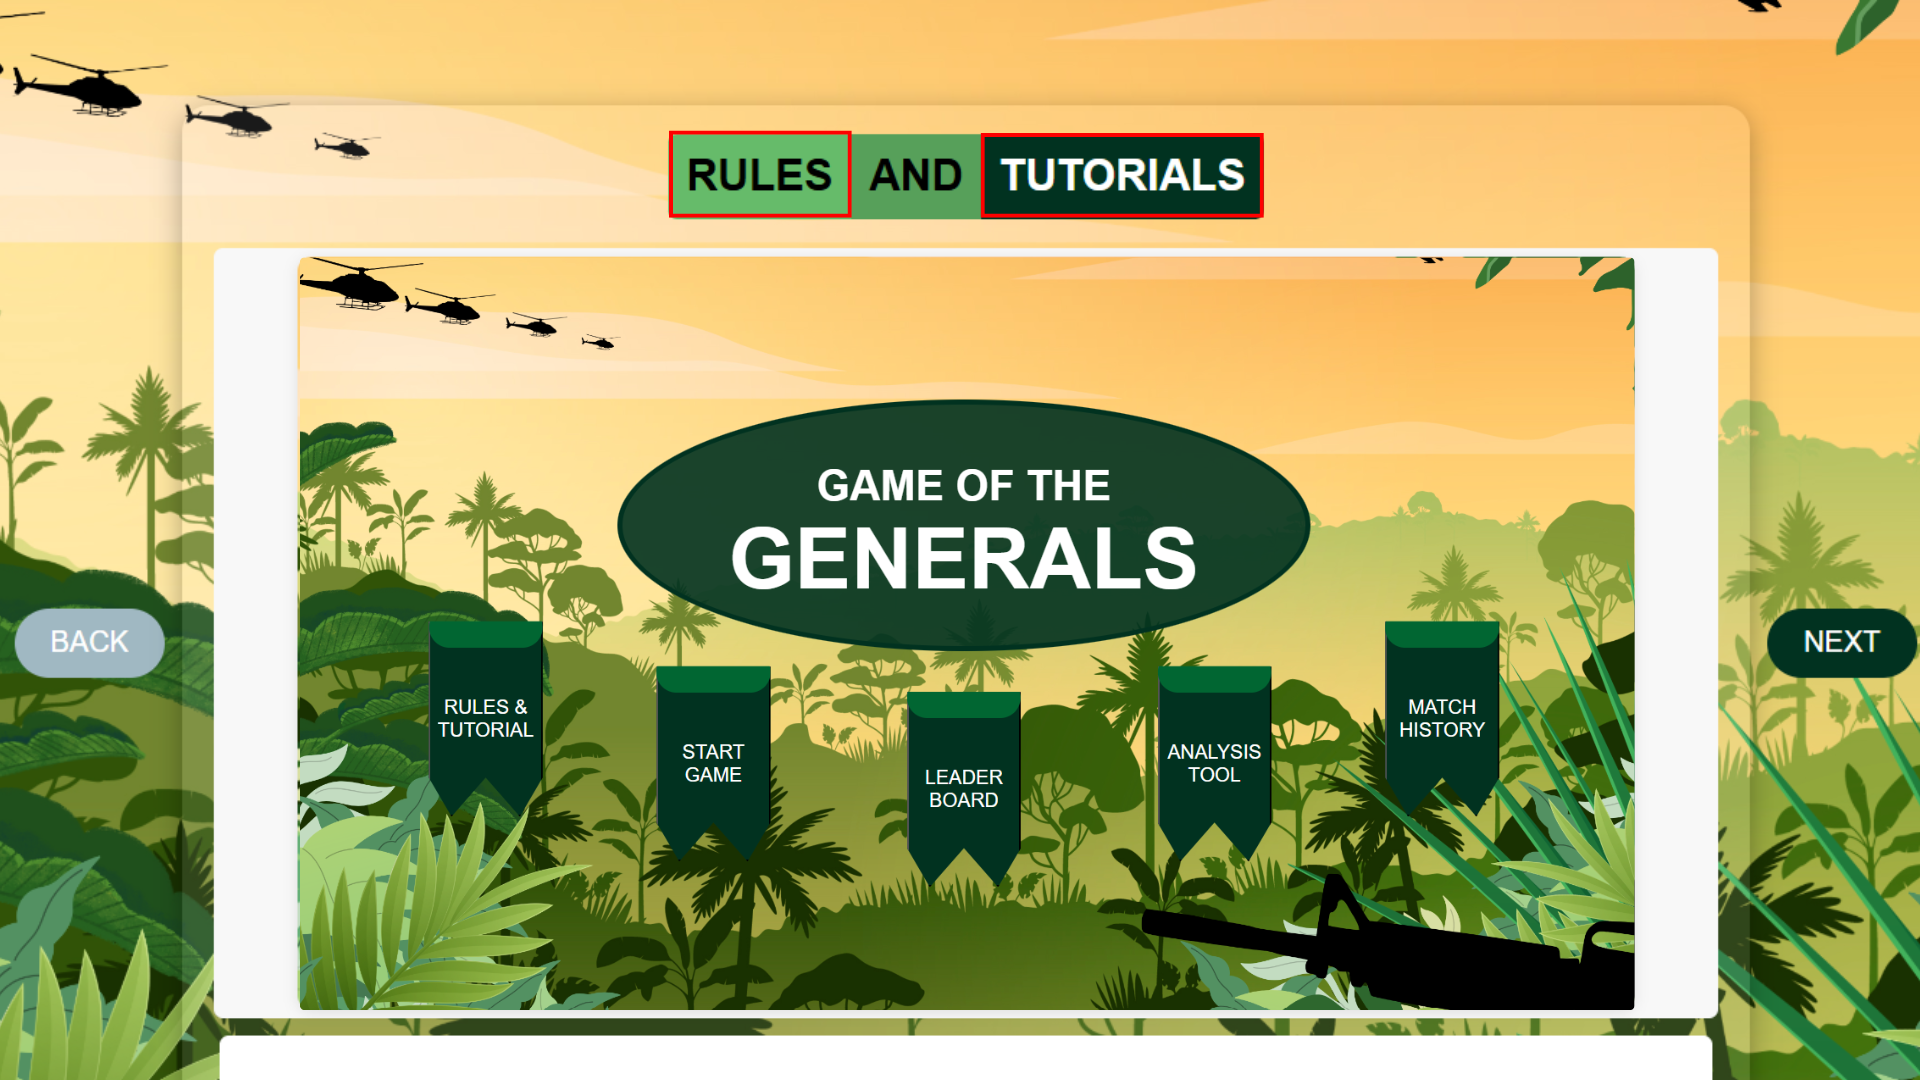 RULES AND TUTORIALS
GAME OF THE
GENERALS
BACK
NEXT
RULES &
TUTORIAL
START
GAME
LEADER
BOARD
ANALYSIS
TOOL
MATCH
HISTORY